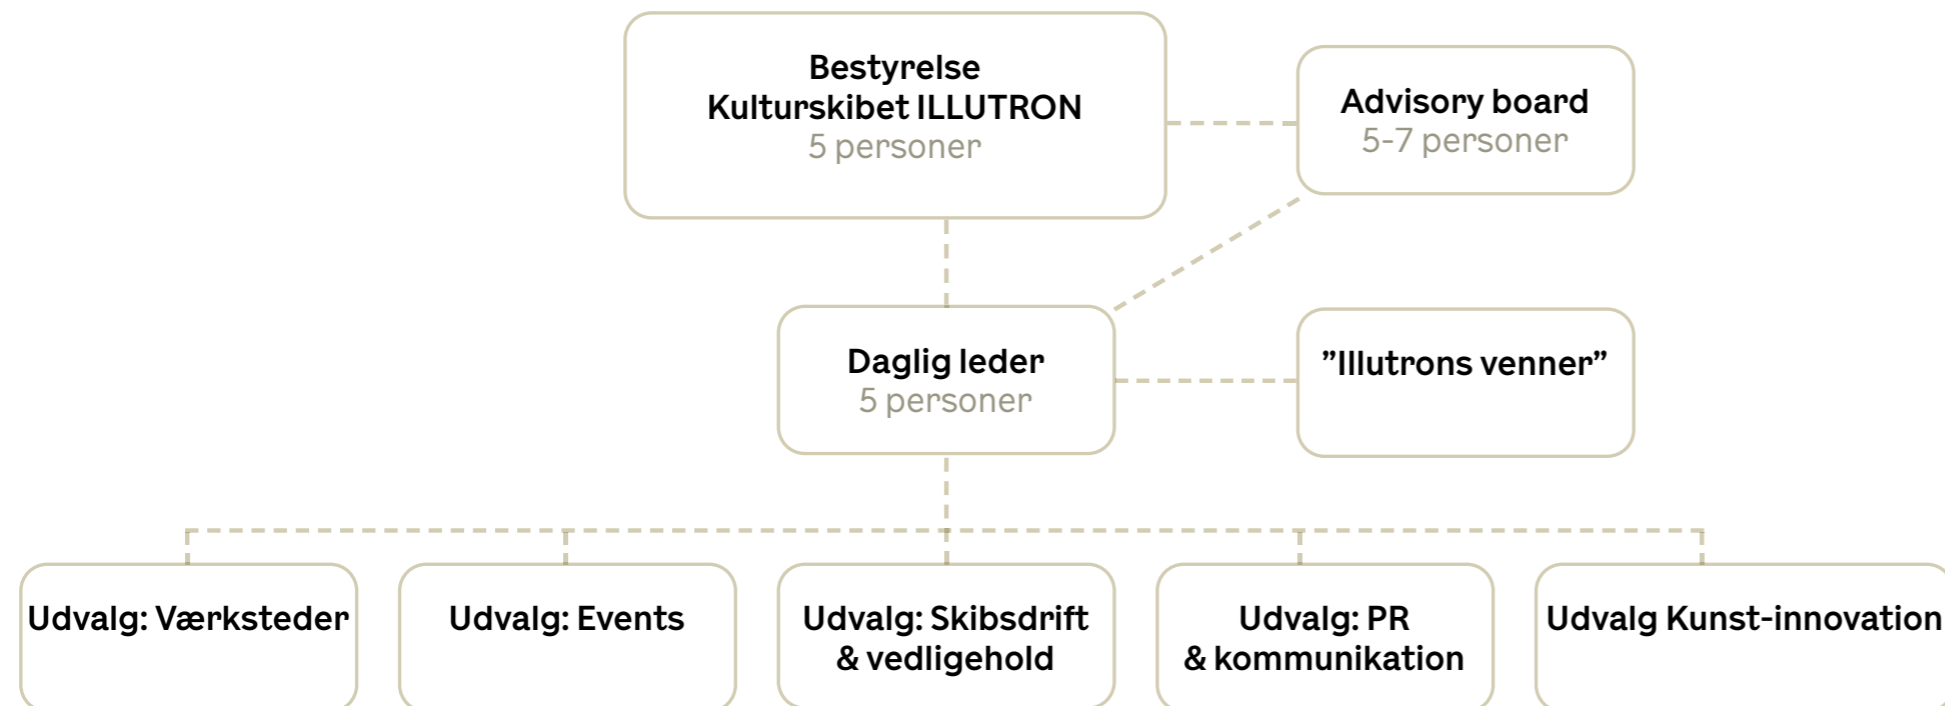 Bestyrelse
Kulturskibet ILLUTRON
5 personer
Advisory board
5-7 personer
Daglig leder
5 personer
”Illutrons venner”
Udvalg: Værksteder
Udvalg: Events
Udvalg: Skibsdrift
& vedligehold
Udvalg: PR
& kommunikation
Udvalg Kunst-innovation